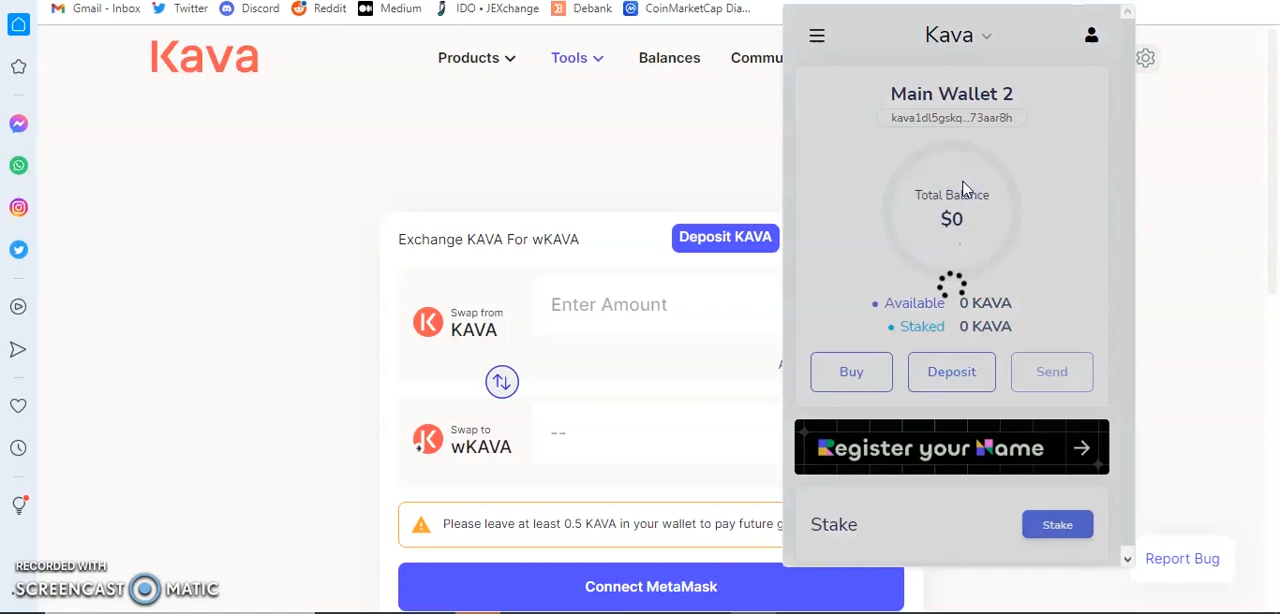 Gmail - Inbox Twitter Discord Reddit Medium IDO • JEXchange Debank CoinMarketCap Dia...
Kava Products Tools Balances Commu
Exchange KAVA For wKAVA Deposit KAVA
Swap from
KAVA
Enter Amount
Swap to
wKAVA
--
Please leave at least 0.5 KAVA in your wallet to pay future g
Connect MetaMask
Kava
Main Wallet 2
kava1dl5gskq...73aar8h
Total Balance
$0
Available 0 KAVA
Staked 0 KAVA
Buy Deposit Send
Register your Name
Stake Stake
Report Bug
RECORDED WITH
SCREENCAST MATIC